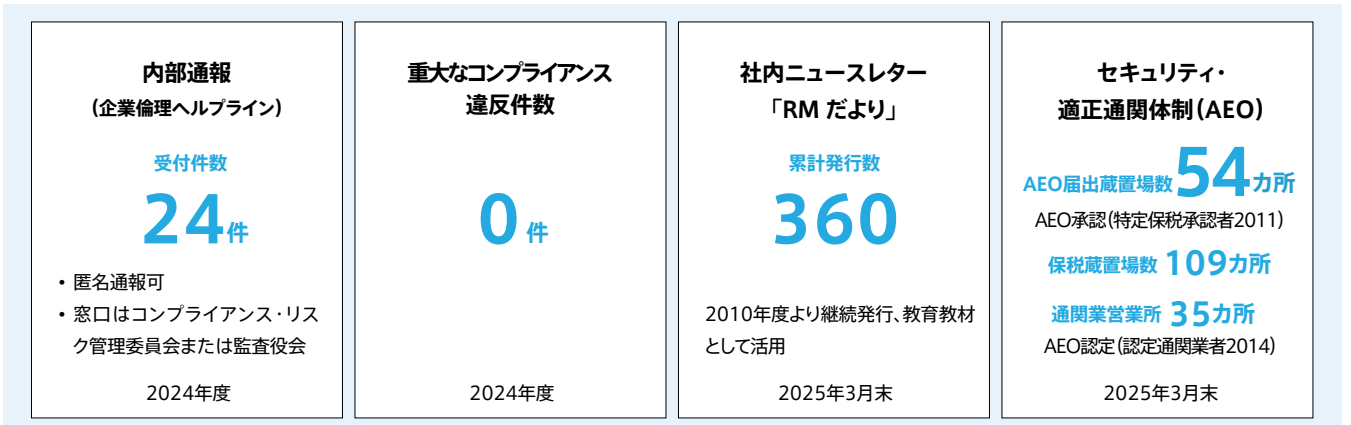 内部通報
(企業倫理ヘルプライン)
受付件数
24件
• 匿名通報可
• 窓口はコンプライアンス・リス
ク管理委員会または監査役会
2024年度
重大なコンプライアンス
違反件数
0件
2024年度
社内ニュースレター
「RM だより」
累計発行数
360
2010年度より継続発行、教育教材
として活用
2025年3月末
セキュリティ・
適正通関体制(AEO)
AEO届出蔵置場数54カ所
AEO承認(特定保税承認者2011)
保税蔵置場数 109カ所
通関業営業所 35カ所
AEO認定(認定通関業者2014)
2025年3月末